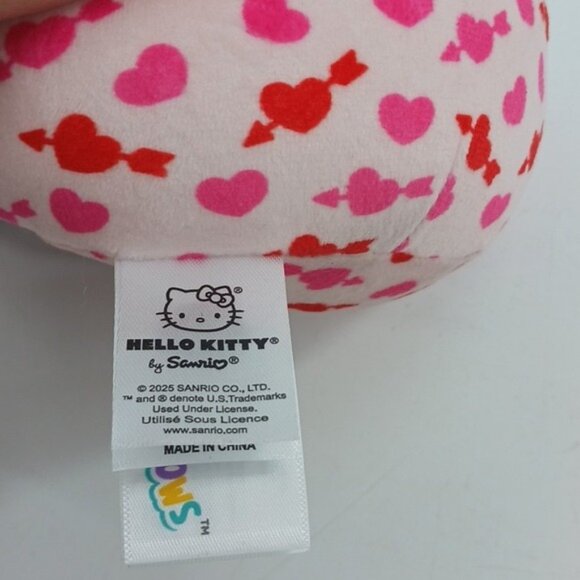 HELLO KITTY®
by Sanrio®
© 2025 SANRIO CO., LTD.
™ and ® denote U.S.Trademarks
Used Under License.
Utilisé Sous Licence
www.sanrio.com
MADE IN CHINA
OWS™